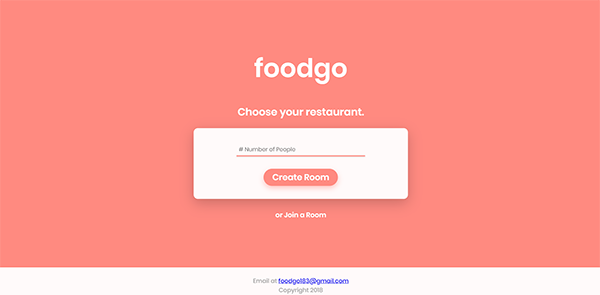 foodgo
Choose your restaurant.
# Number of People
Create Room
or Join a Room
Email at foodgo183@gmail.com
Copyright 2018